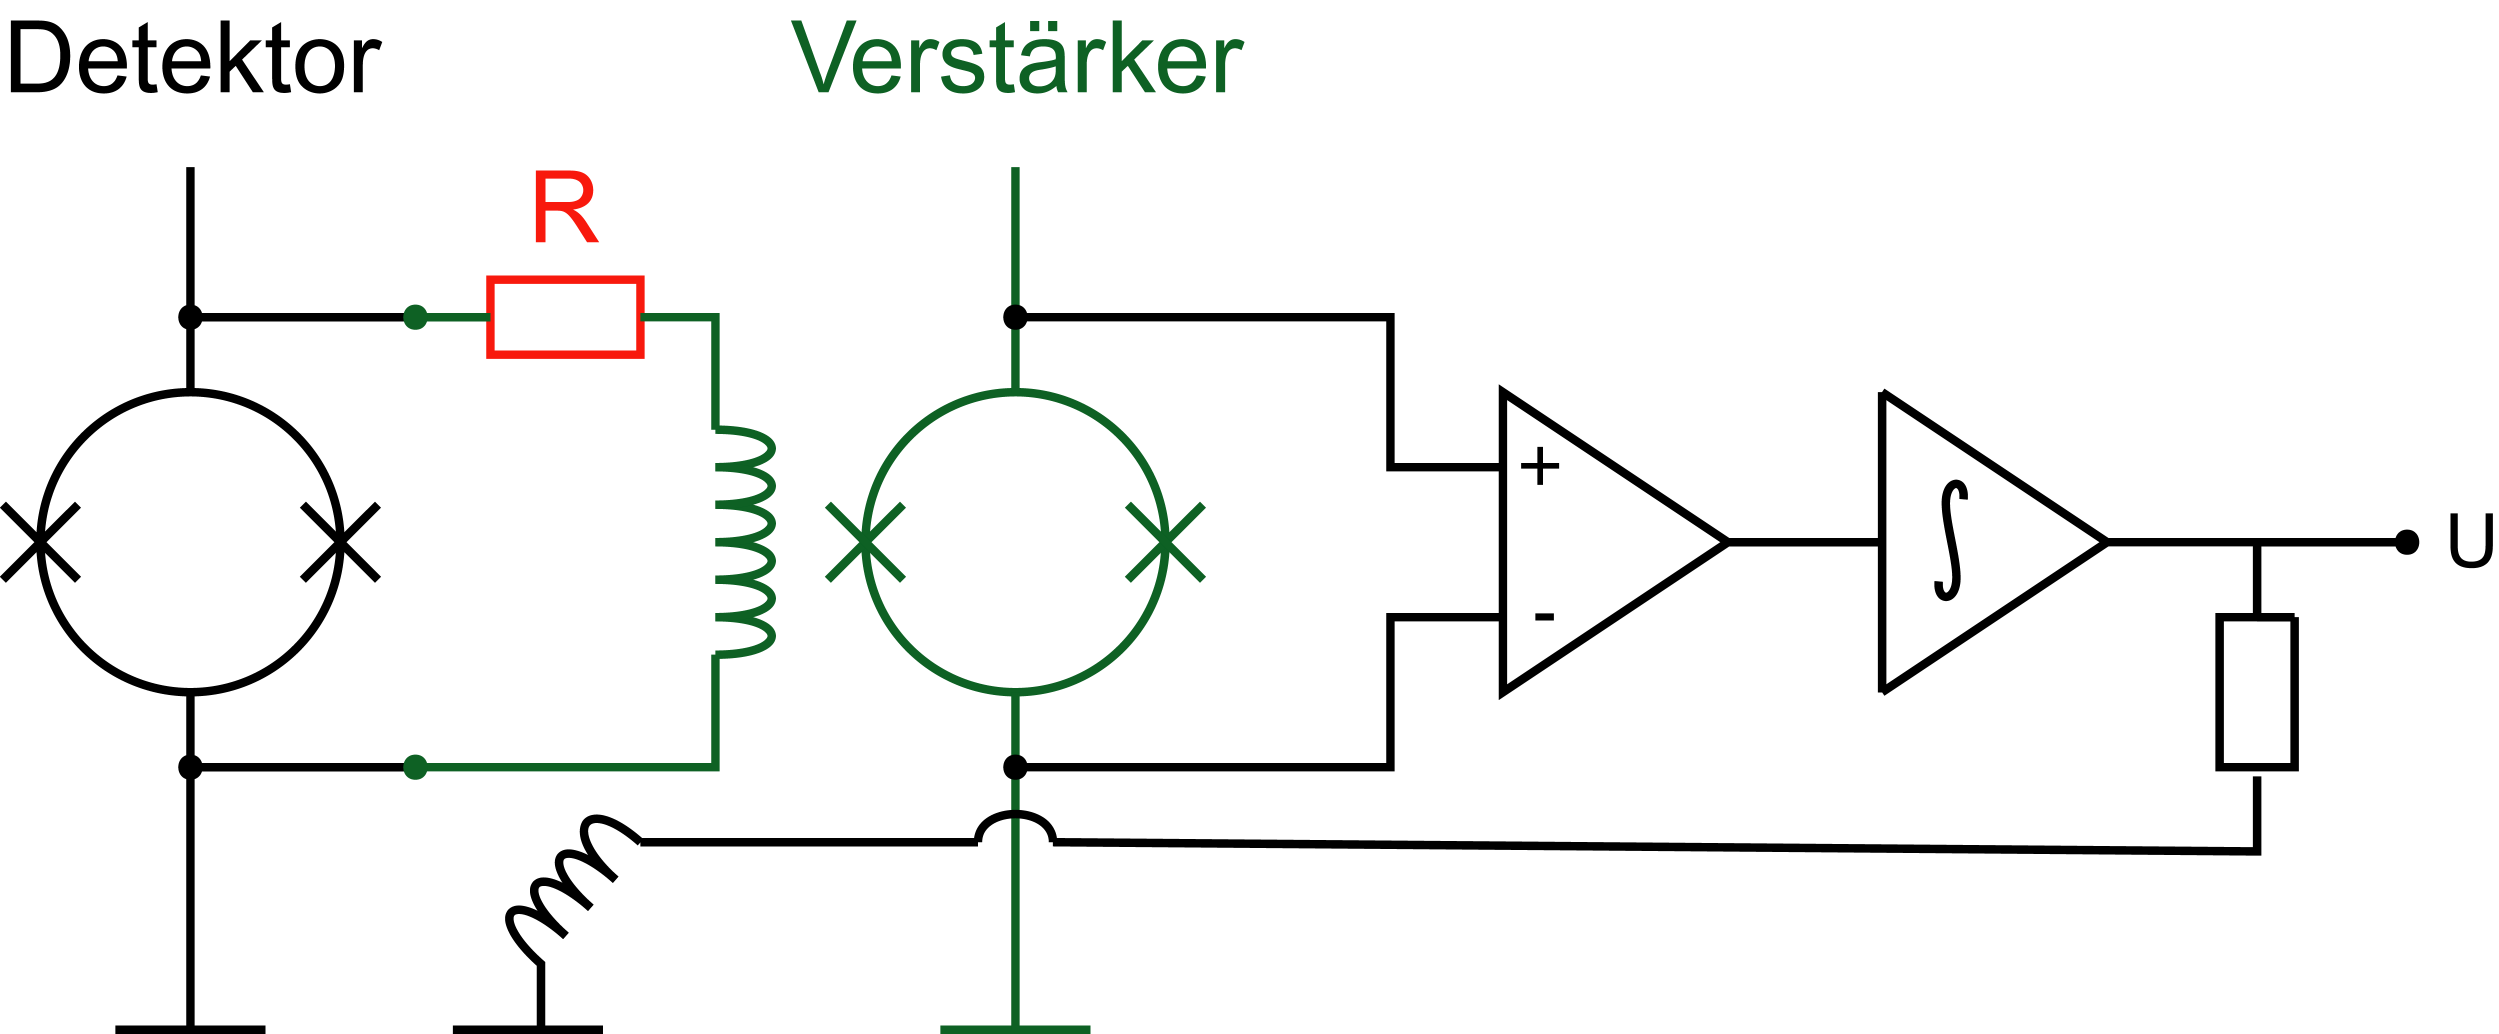 Detektor
Verstärker
R
+
∫
U
-